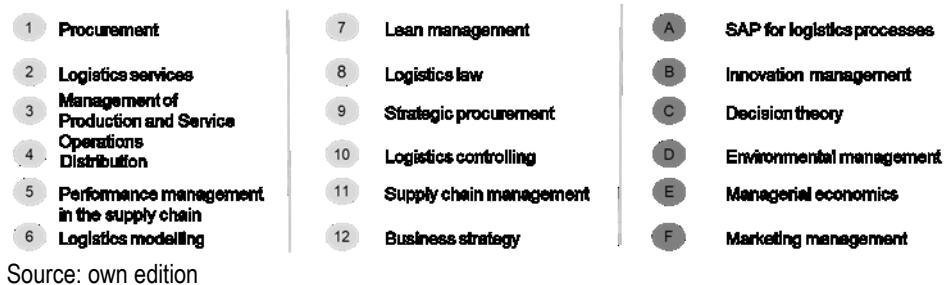 1 Procurement
2 Logistics services
3 Management of
Production and Service
Operations
4 Distribution
5 Performance management
in the supply chain
6 Logistics modelling
7 Lean management
8 Logistics law
9 Strategic procurement
10 Logistics controlling
11 Supply chain management
12 Business strategy
A SAP for logistics processes
B Innovation management
C Decision theory
D Environmental management
E Managerial economics
F Marketing management
Source: own edition